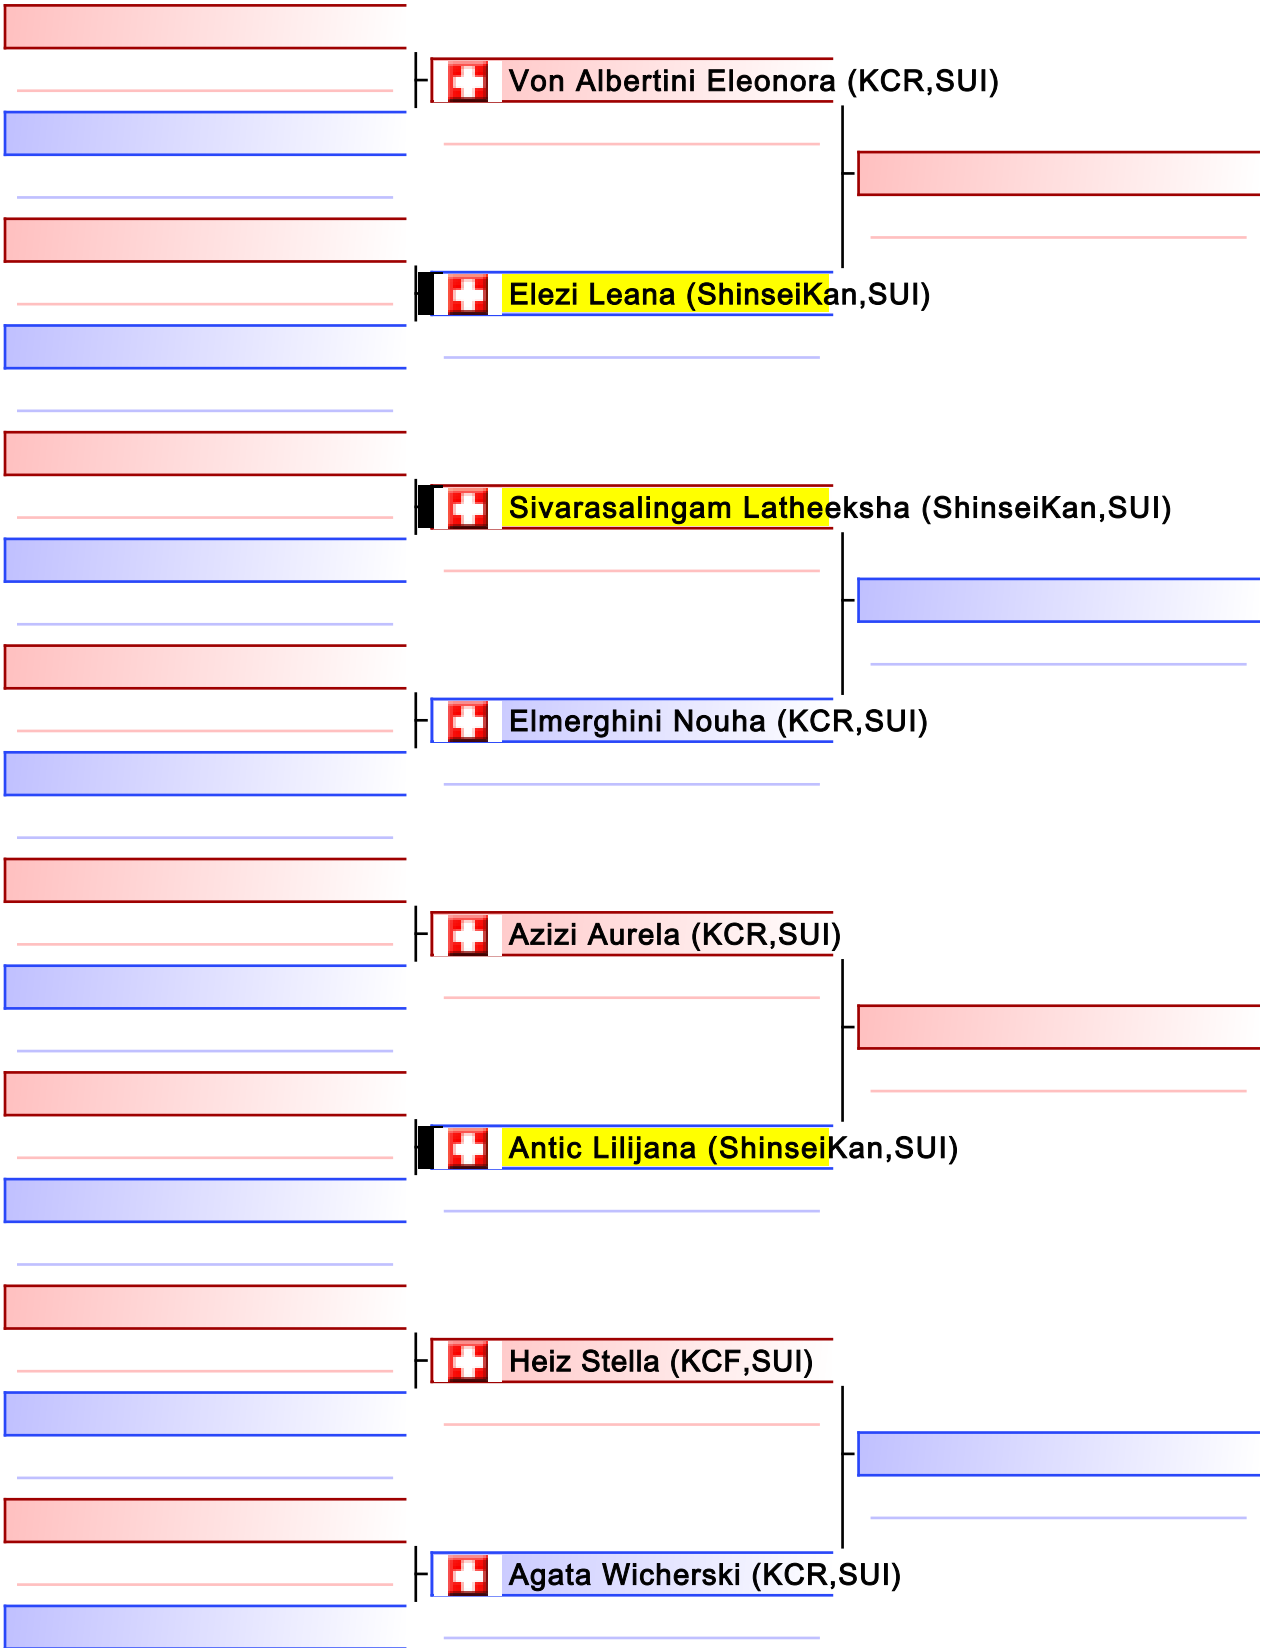 Von Albertini Eleonora (KCR,SUI)
Elezi Leana (ShinseiKan,SUI)
Sivarasalingam Latheeksha (ShinseiKan,SUI)
Elmerghini Nouha (KCR,SUI)
Azizi Aurela (KCR,SUI)
Antic Lilijana (ShinseiKan,SUI)
Heiz Stella (KCF,SUI)
Agata Wicherski (KCR,SUI)